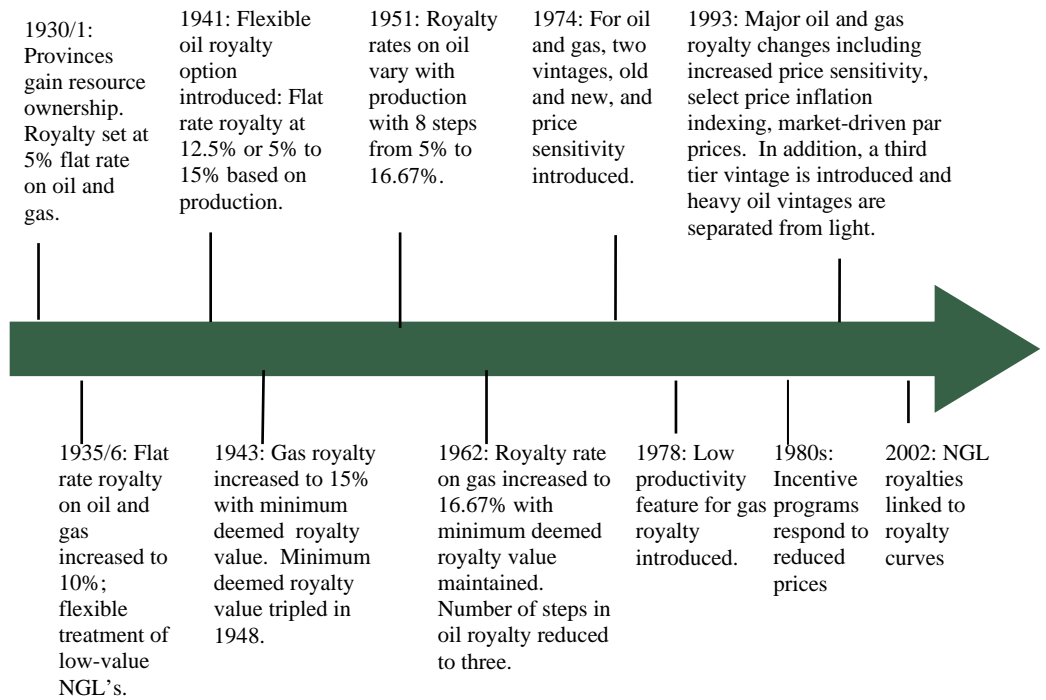 1930/1:
Provinces
gain resource
ownership.
Royalty set at
5% flat rate
on oil and
gas.
1941: Flexible
oil royalty
option
introduced: Flat
rate royalty at
12.5% or 5% to
15% based on
production.
1951: Royalty
rates on oil
vary with
production
with 8 steps
from 5% to
16.67%.
1974: For oil
and gas, two
vintages, old
and new, and
price
sensitivity
introduced.
1993: Major oil and gas
royalty changes including
increased price sensitivity,
select price inflation
indexing, market-driven par
prices. In addition, a third
tier vintage is introduced and
heavy oil vintages are
separated from light.
1935/6: Flat
rate royalty
on oil and
gas
increased to
10%;
flexible
treatment of
low-value
NGL's.
1943: Gas royalty
increased to 15%
with minimum
deemed royalty
value. Minimum
deemed royalty
value tripled in
1948.
1962: Royalty rate
on gas increased to
16.67% with
minimum deemed
royalty value
maintained.
Number of steps in
oil royalty reduced
to three.
1978: Low
productivity
feature for gas
royalty
introduced.
1980s:
Incentive
programs
respond to
reduced
prices
2002: NGL
royalties
linked to
royalty
curves